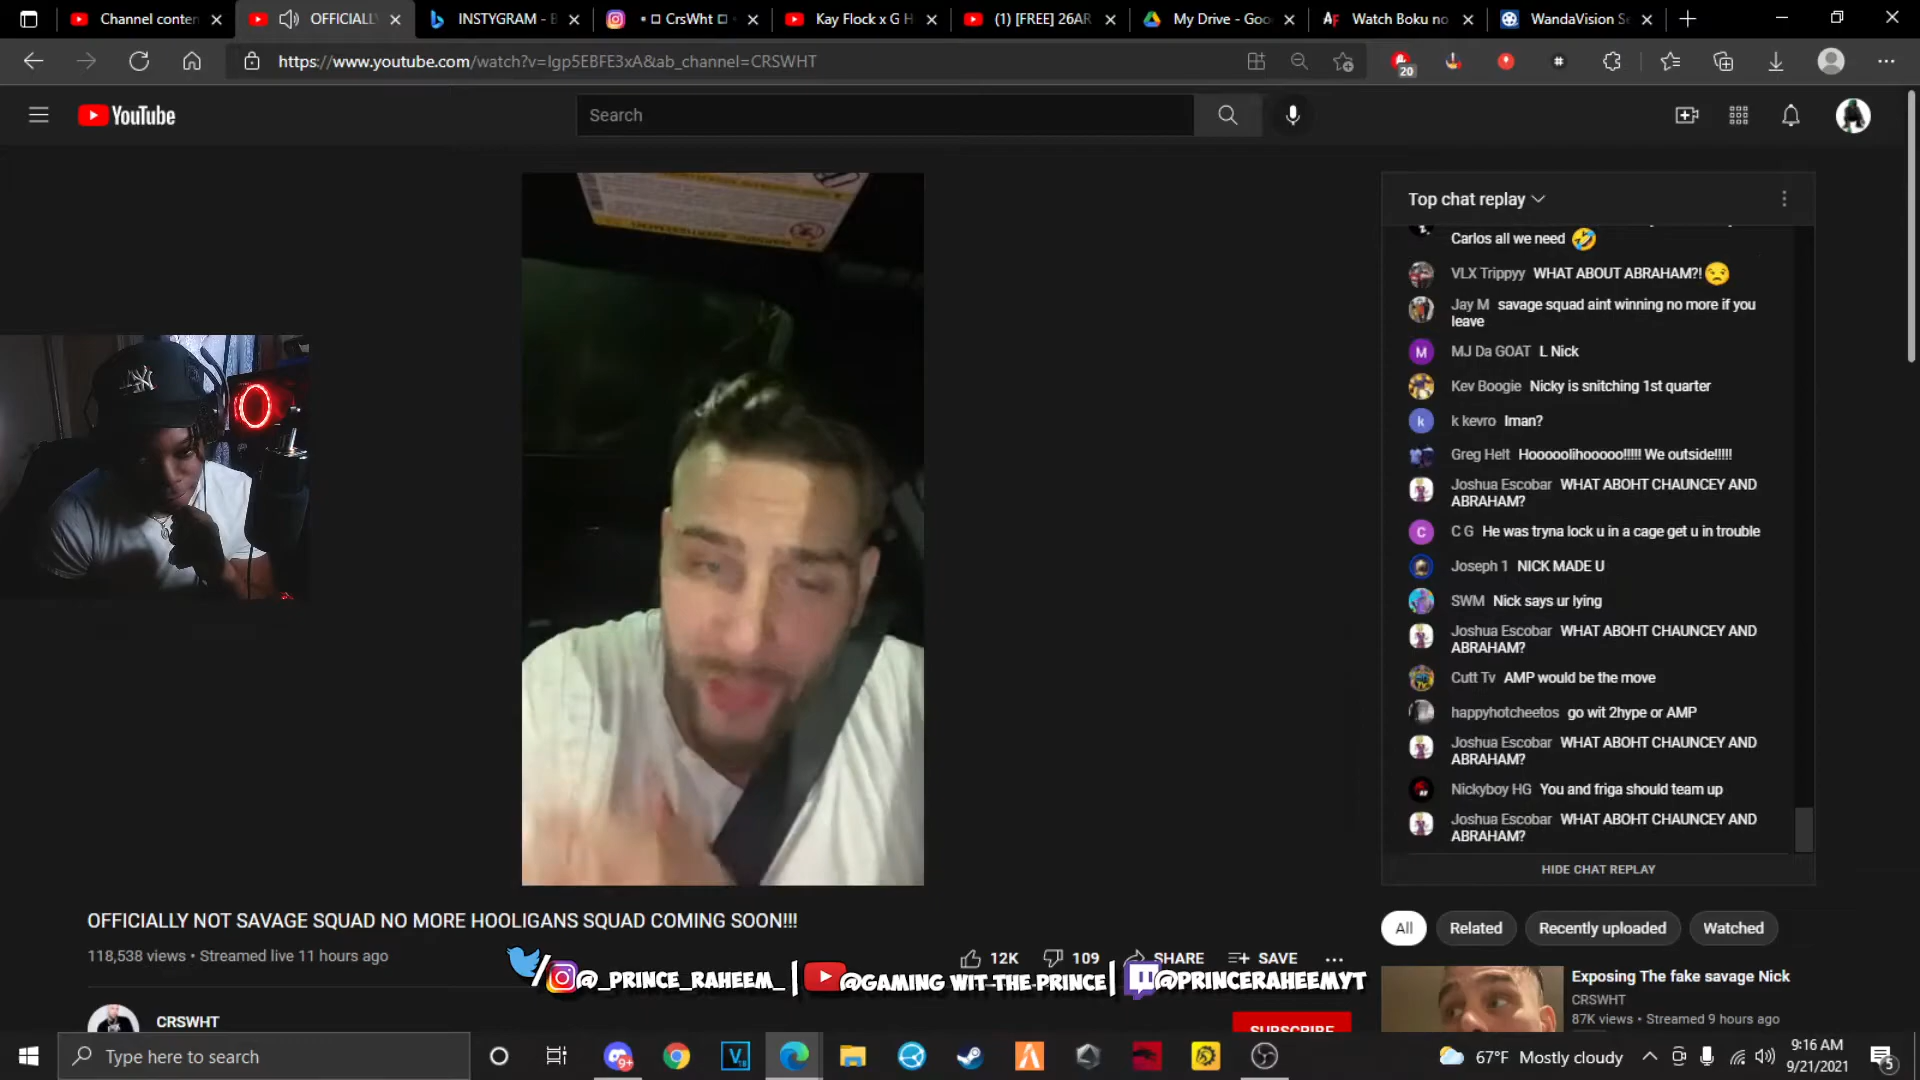 Channel conten
OFFICIALL
INSTYGRAM - B
CrsWht
Kay Flock x G H
(1) [FREE] 26AR
My Drive - Goo
Watch Boku no
WandaVision S
https://www.youtube.com/watch?v=lgp5EBFE3xA&ab_channel=CRSWHT
20
YouTube
Search
Top chat replay
Carlos all we need 🤣
VLX Trippyy WHAT ABOUT ABRAHAM?! 😒
Jay M savage squad aint winning no more if you
leave
MJ Da GOAT L Nick
Kev Boogie Nicky is snitching 1st quarter
k kevro Iman?
Greg Helt Hooooolihooooo!!!!! We outside!!!!!
Joshua Escobar WHAT ABOHT CHAUNCEY AND
ABRAHAM?
C G He was tryna lock u in a cage get u in trouble
Joseph 1 NICK MADE U
SWM Nick says ur lying
Joshua Escobar WHAT ABOHT CHAUNCEY AND
ABRAHAM?
Cutt Tv AMP would be the move
happyhotcheetos go wit 2hype or AMP
Joshua Escobar WHAT ABOHT CHAUNCEY AND
ABRAHAM?
Nickyboy HG You and friga should team up
Joshua Escobar WHAT ABOHT CHAUNCEY AND
ABRAHAM?
HIDE CHAT REPLAY
OFFICIALLY NOT SAVAGE SQUAD NO MORE HOOLIGANS SQUAD COMING SOON!!!
118,538 views • Streamed live 11 hours ago
12K 109 SHARE SAVE
/@_PRINCE_RAHEEM_ | @GAMING WIT THE PRINCE | @PRINCERAHEEMYT
CRSWHT
SUBSCRIBE
All Related Recently uploaded Watched
Exposing The fake savage Nick
CRSWHT
87K views • Streamed 9 hours ago
Type here to search
9+
67°F Mostly cloudy
9:16 AM
9/21/2021
5